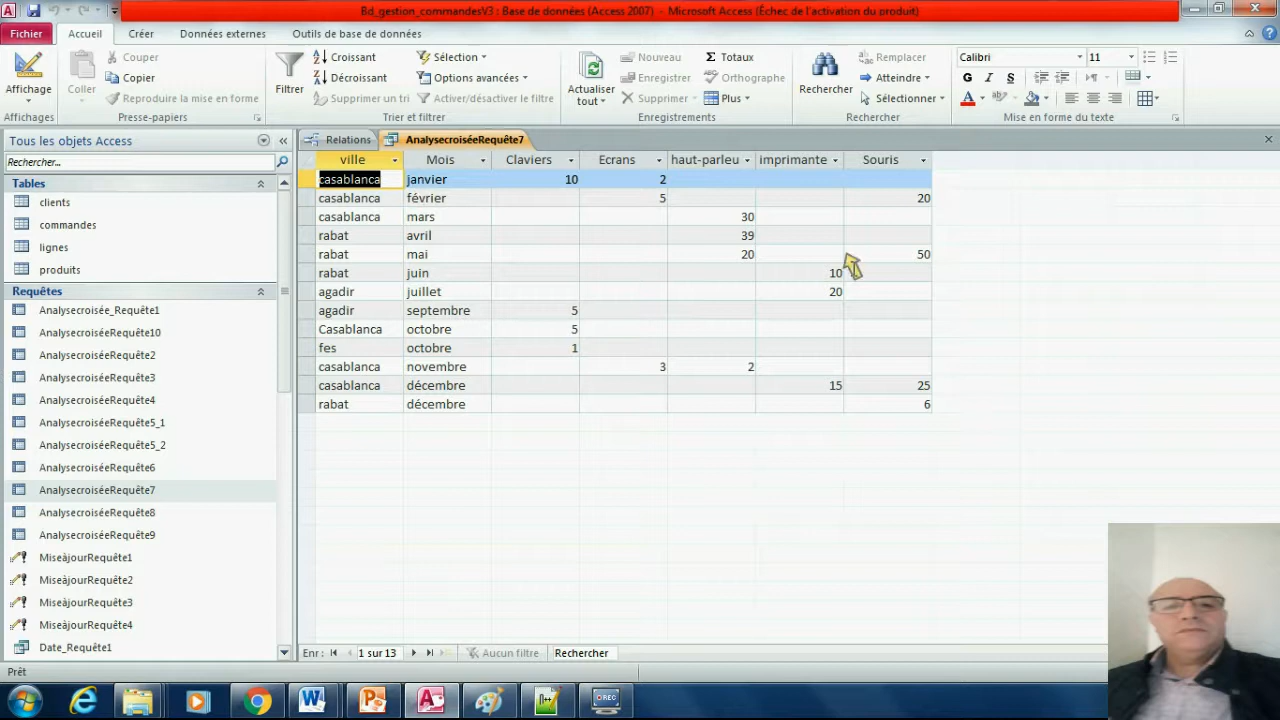 Bd_gestion_commandesV3 : Base de données (Access 2007) - Microsoft Access (Échec de l'activation du produit)
Fichier Accueil Créer Données externes Outils de base de données
Affichage
Affichages
Coller
Couper
Copier
Reproduire la mise en forme
Presse-papiers
Filtrer
Croissant
Décroissant
Supprimer un tri
Sélection
Options avancées
Activer/désactiver le filtre
Trier et filtrer
Actualiser tout
Nouveau
Enregistrer
Supprimer
Totaux
Orthographe
Plus
Enregistrements
Rechercher
Remplacer
Atteindre
Sélectionner
Rechercher
Calibri 11
G I S
A
Mise en forme du texte
Tous les objets Access
Rechercher...
Tables
clients
commandes
lignes
produits
Requêtes
Analysecroisée_Requête1
AnalysecroiséeRequête10
AnalysecroiséeRequête2
AnalysecroiséeRequête3
AnalysecroiséeRequête4
AnalysecroiséeRequête5_1
AnalysecroiséeRequête5_2
AnalysecroiséeRequête6
AnalysecroiséeRequête7
AnalysecroiséeRequête8
AnalysecroiséeRequête9
MiseàjourRequête1
MiseàjourRequête2
MiseàjourRequête3
MiseàjourRequête4
Date_Requête1
Relations AnalysecroiséeRequête7
ville Mois Claviers Ecrans haut-parleu imprimante Souris
casablanca janvier 10 2
casablanca février 5 20
casablanca mars 30
rabat avril 39
rabat mai 20 50
rabat juin 10
agadir juillet 20
agadir septembre 5
Casablanca octobre 5
fes octobre 1
casablanca novembre 3 2
casablanca décembre 15 25
rabat décembre 6
Enr : 1 sur 13 Aucun filtre Rechercher
Prêt